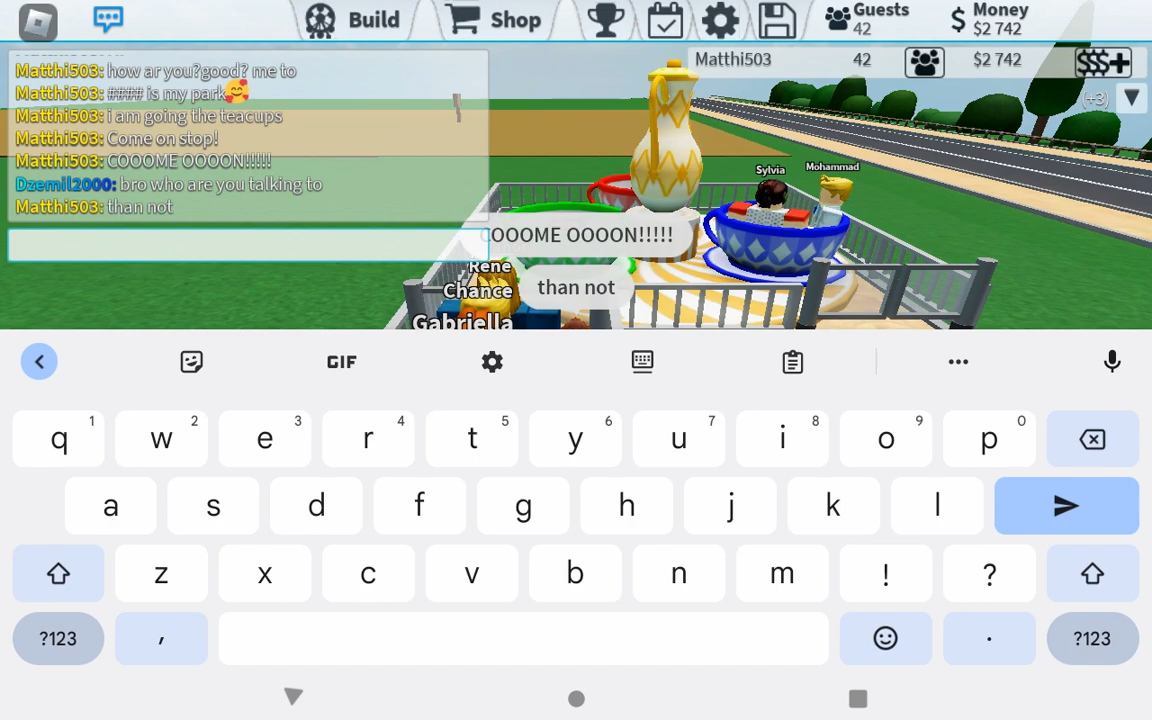 Build
Shop
Guests
42
Money
$2 742
Matthi503 42 $2 742
$$$+
(+3)
Matthi503: how ar you?good? me to
Matthi503: #### is my park🥰
Matthi503: i am going the teacups
Matthi503: Come on stop!
Matthi503: COOOME OOOON!!!!!
Dzemil2000: bro who are you talking to
Matthi503: than not
Sylvia
Mohammad
COOOME OOOON!!!!!
than not
Rene
Chance
Gabriella
GIF
q 1 w 2 e 3 r 4 t 5 y 6 u 7 i 8 o 9 p 0
a s d f g h j k l
z x c v b n m ! ?
?123 , . ?123